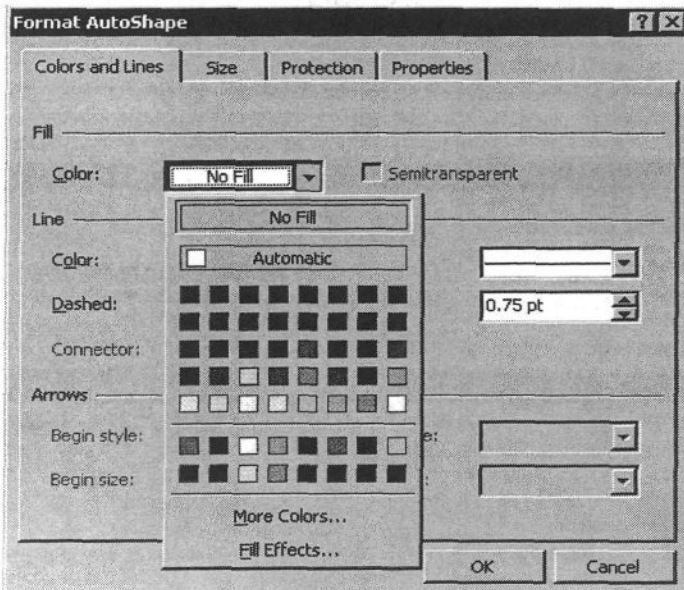 Format AutoShape
Colors and Lines Size Protection Properties
Fill
Color: No Fill Semitransparent
No Fill
Line
Automatic
Color:
Dashed: 0.75 pt
Connector:
Arrows
Begin style: e:
Begin size: :
More Colors...
Fill Effects...
OK Cancel